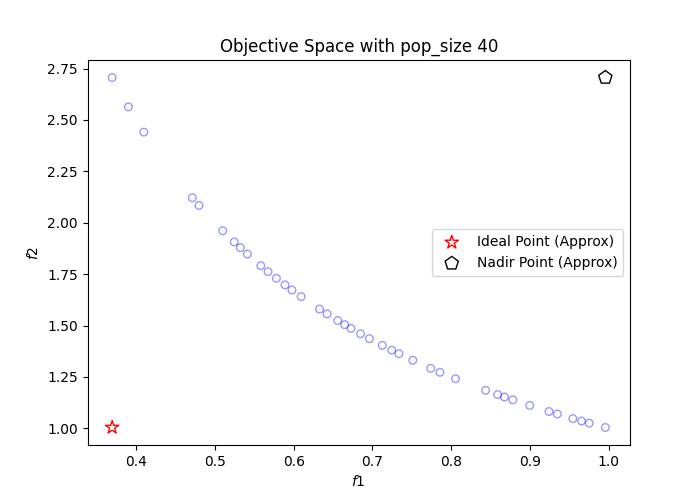 Objective Space with pop_size 40
2.75
2.50
2.25
2.00
1.75
1.50
1.25
1.00
f2
Ideal Point (Approx)
Nadir Point (Approx)
0.4 0.5 0.6 0.7 0.8 0.9 1.0
f1